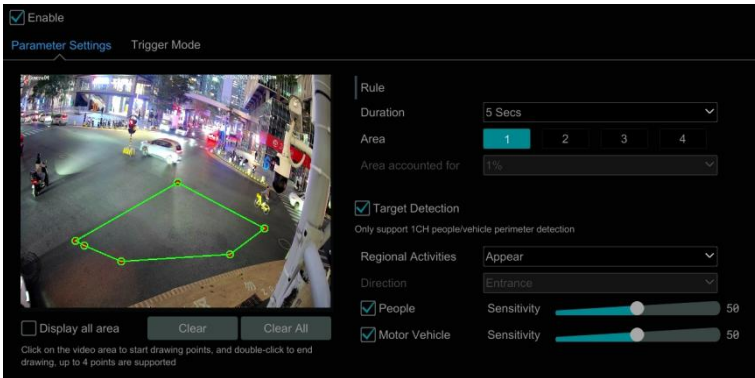 Enable
Parameter Settings Trigger Mode
Rule
Duration 5 Secs
Area 1 2 3 4
Area accounted for 1%
Target Detection
Only support 1CH people/vehicle perimeter detection
Regional Activities Appear
Direction Entrance
People Sensitivity 50
Motor Vehicle Sensitivity 50
Display all area Clear Clear All
Click on the video area to start drawing points, and double-click to end
drawing, up to 4 points are supported